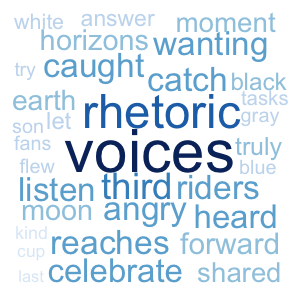 white answer moment
horizons wanting
try caught catch black
earth rhetoric tasks
son let gray
fans voices truly
flew blue
listen third riders
moon angry heard
kind reaches forward
cup
last celebrate shared